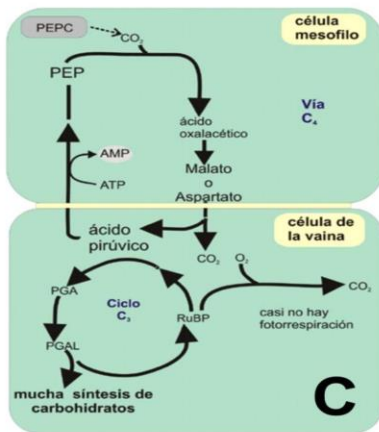 PEPC
célula
mesofilo
CO₂
PEP
Vía
C₄
ácido
oxalacético
AMP
Malato
o
Aspartato
ATP
célula de
la vaina
ácido
pirúvico
CO₂
O₂
CO₂
PGA
Ciclo
C₃
RuBP
casi no hay
fotorrespiración
PGAL
mucha síntesis de
carbohidratos
C